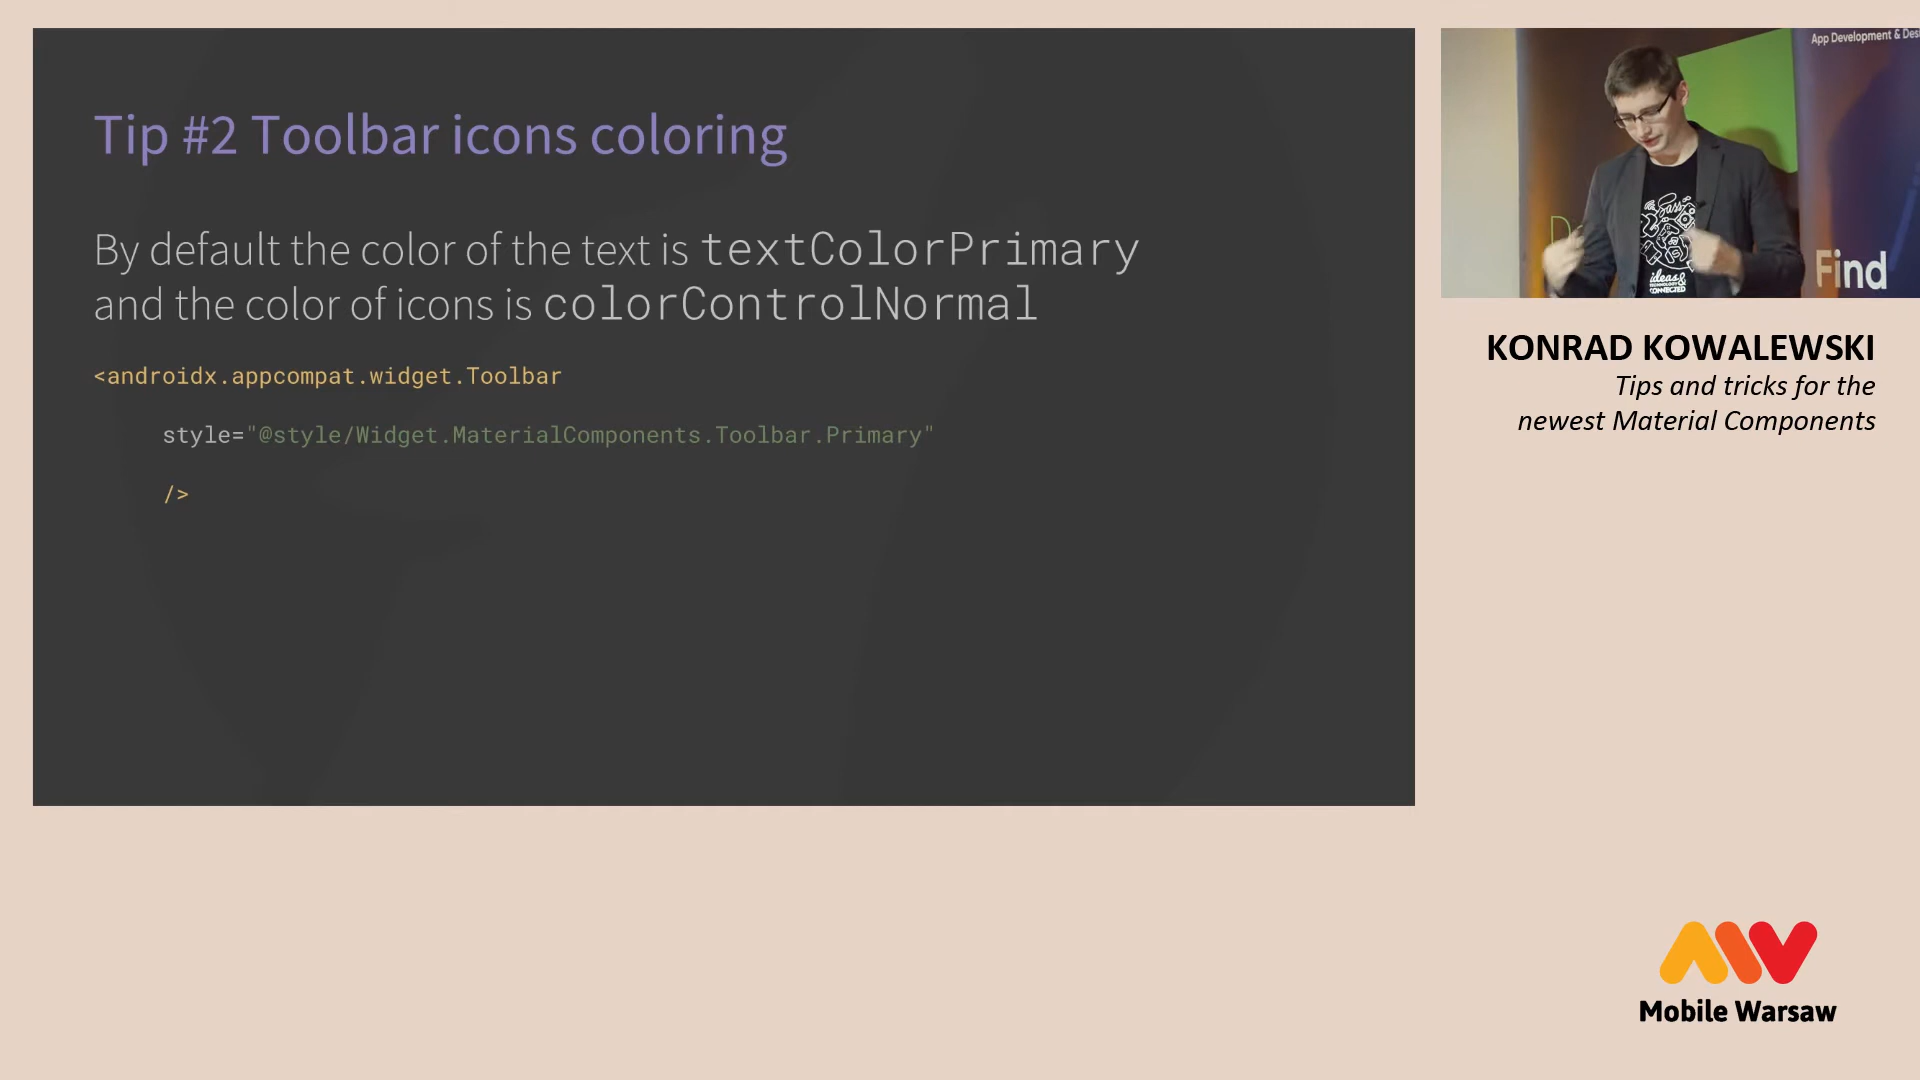 Tip #2 Toolbar icons coloring
By default the color of the text is textColorPrimary
and the color of icons is colorControlNormal
<androidx.appcompat.widget.Toolbar
style="@style/Widget.MaterialComponents.Toolbar.Primary"
/>
App Development &
Find
ideas&
CONNECTED
KONRAD KOWALEWSKI
Tips and tricks for the
newest Material Components
Mobile Warsaw